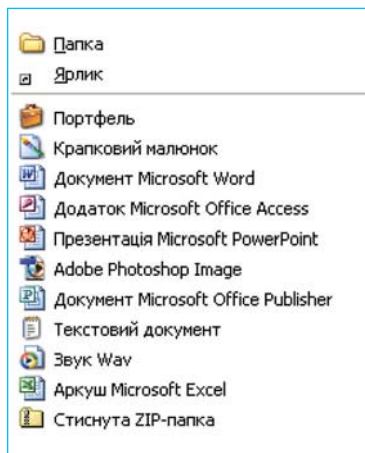 Папка
Ярлик
Портфель
Крапковий малюнок
Документ Microsoft Word
Додаток Microsoft Office Access
Презентація Microsoft PowerPoint
Adobe Photoshop Image
Документ Microsoft Office Publisher
Текстовий документ
Звук Wav
Аркуш Microsoft Excel
Стиснута ZIP-папка